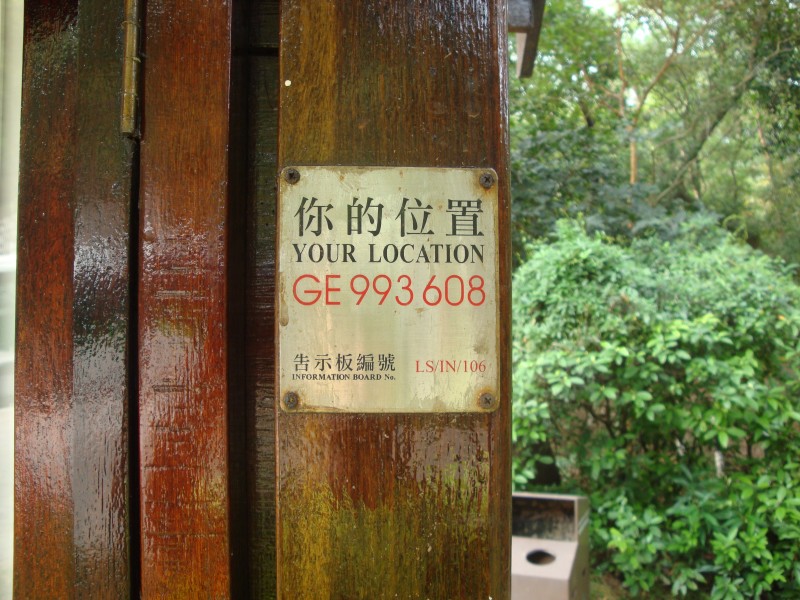 你的位置
YOUR LOCATION
GE 993 608
告示板編號 LS/IN/106
INFORMATION BOARD No.